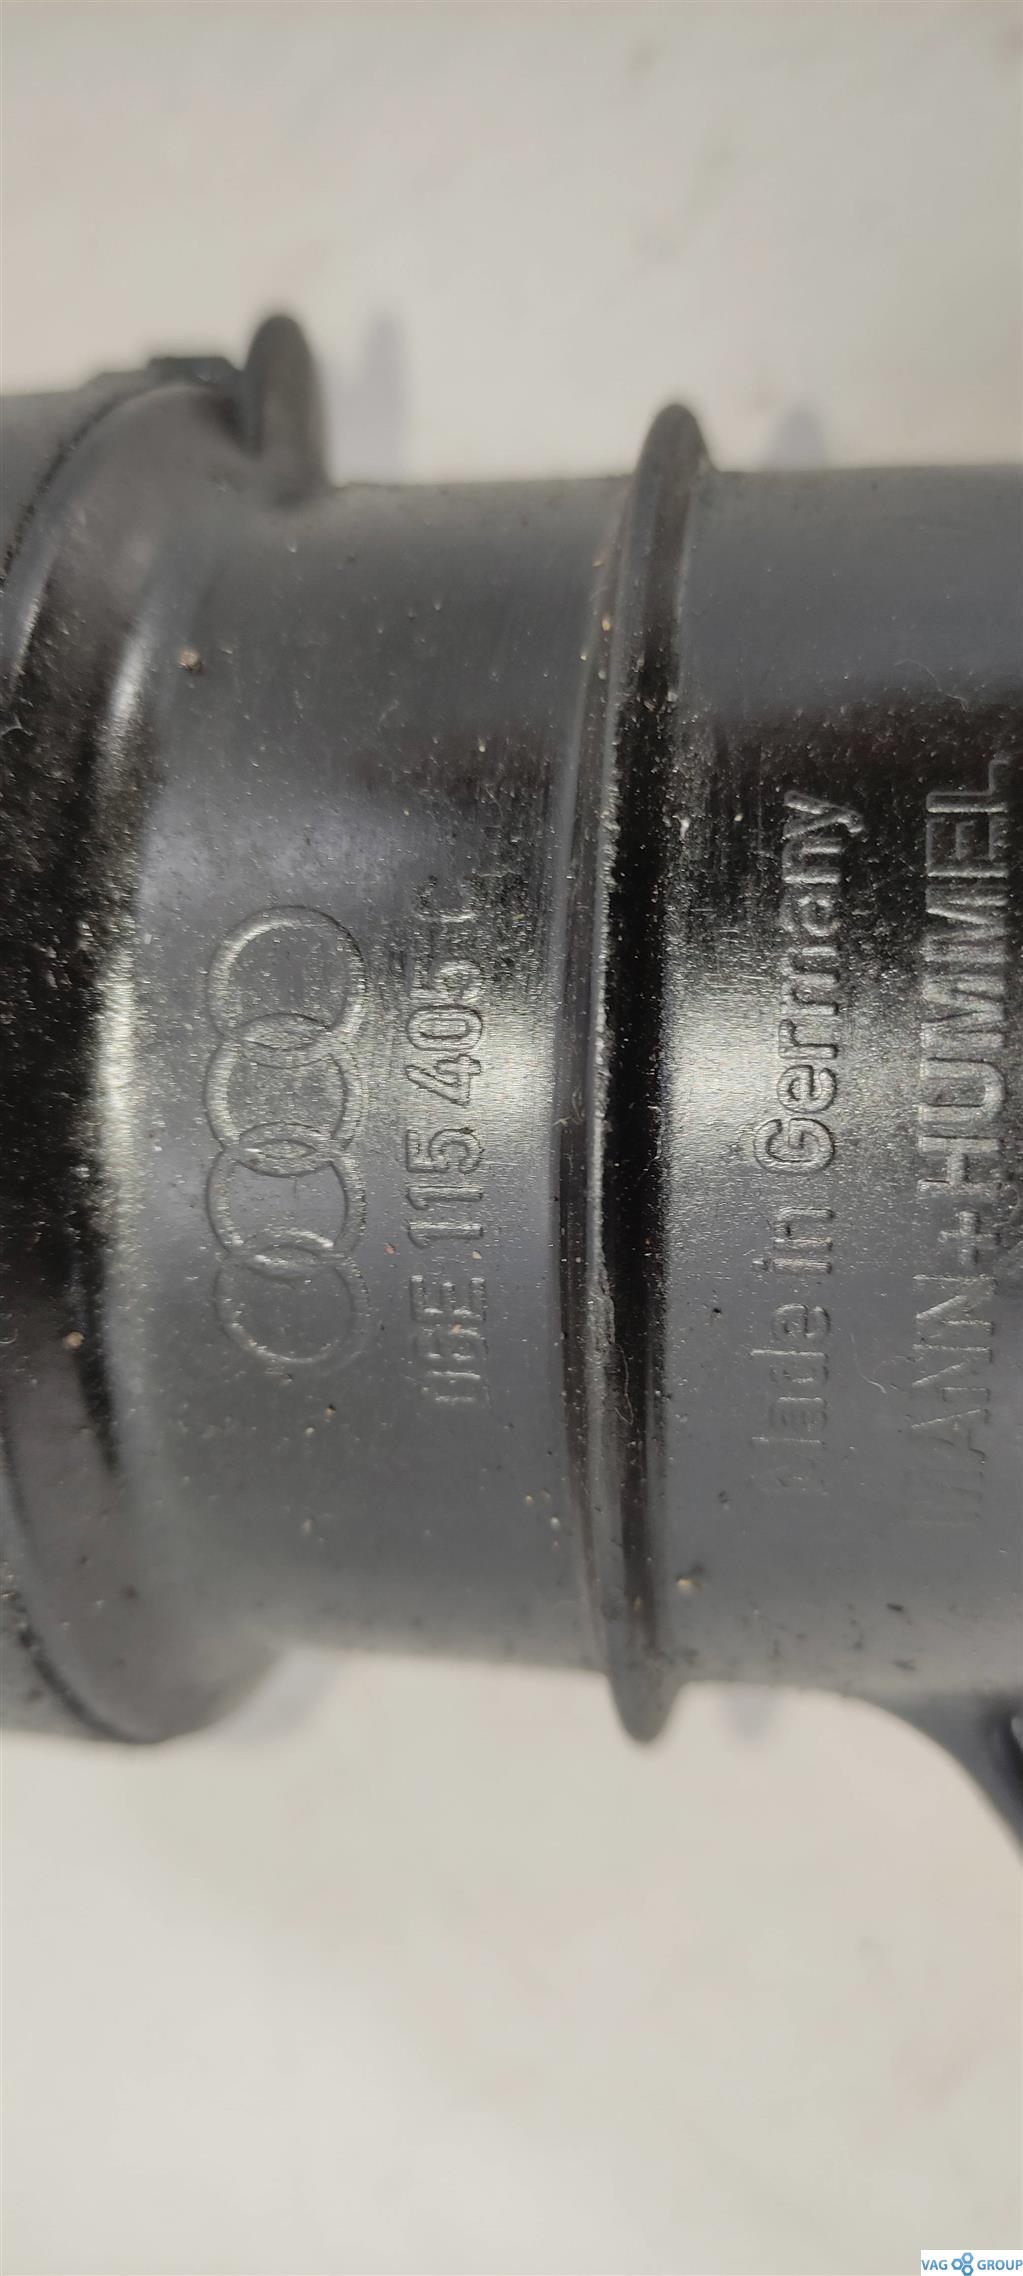 06E 115 405 C
Made in Germany
MANN+HUMMEL
VAG GROUP